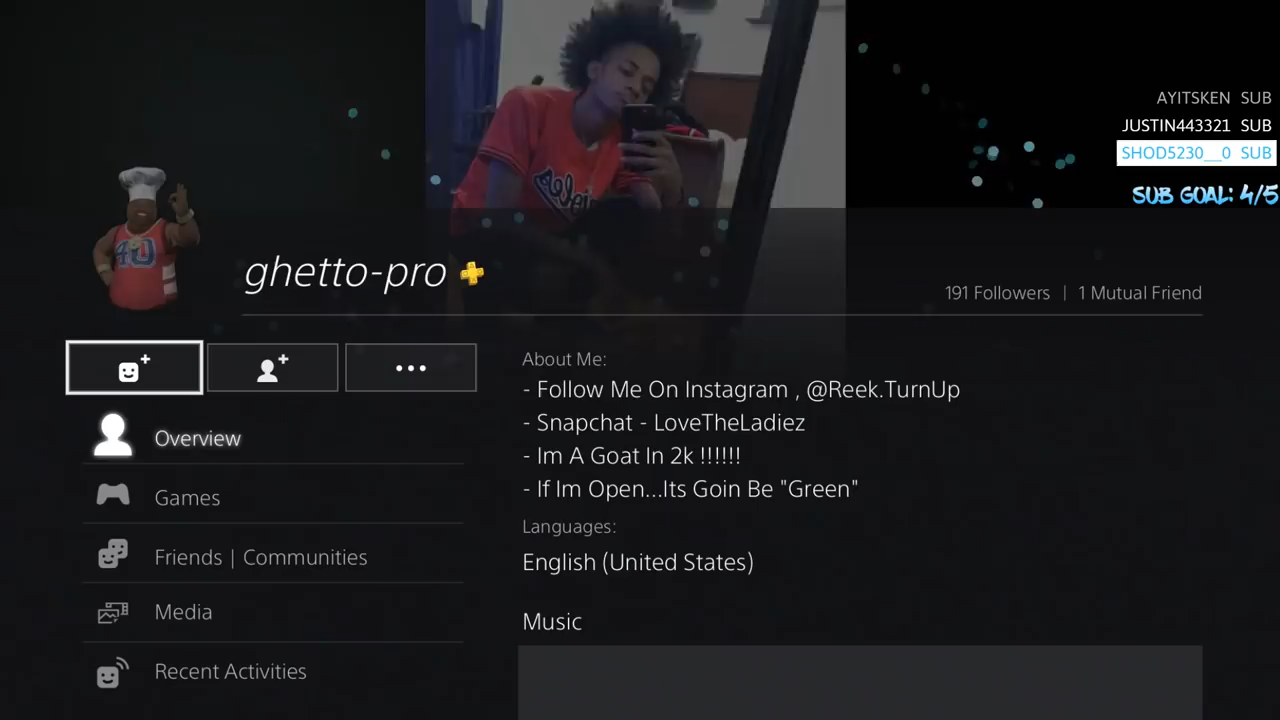 AYITSKEN SUB
JUSTIN443321 SUB
SHOD5230__0 SUB
SUB GOAL: 4/5
40
ghetto-pro
191 Followers | 1 Mutual Friend
Overview
Games
Friends | Communities
Media
Recent Activities
About Me:
- Follow Me On Instagram , @Reek.TurnUp
- Snapchat - LoveTheLadiez
- Im A Goat In 2k !!!!!!
- If Im Open...Its Goin Be "Green"
Languages:
English (United States)
Music